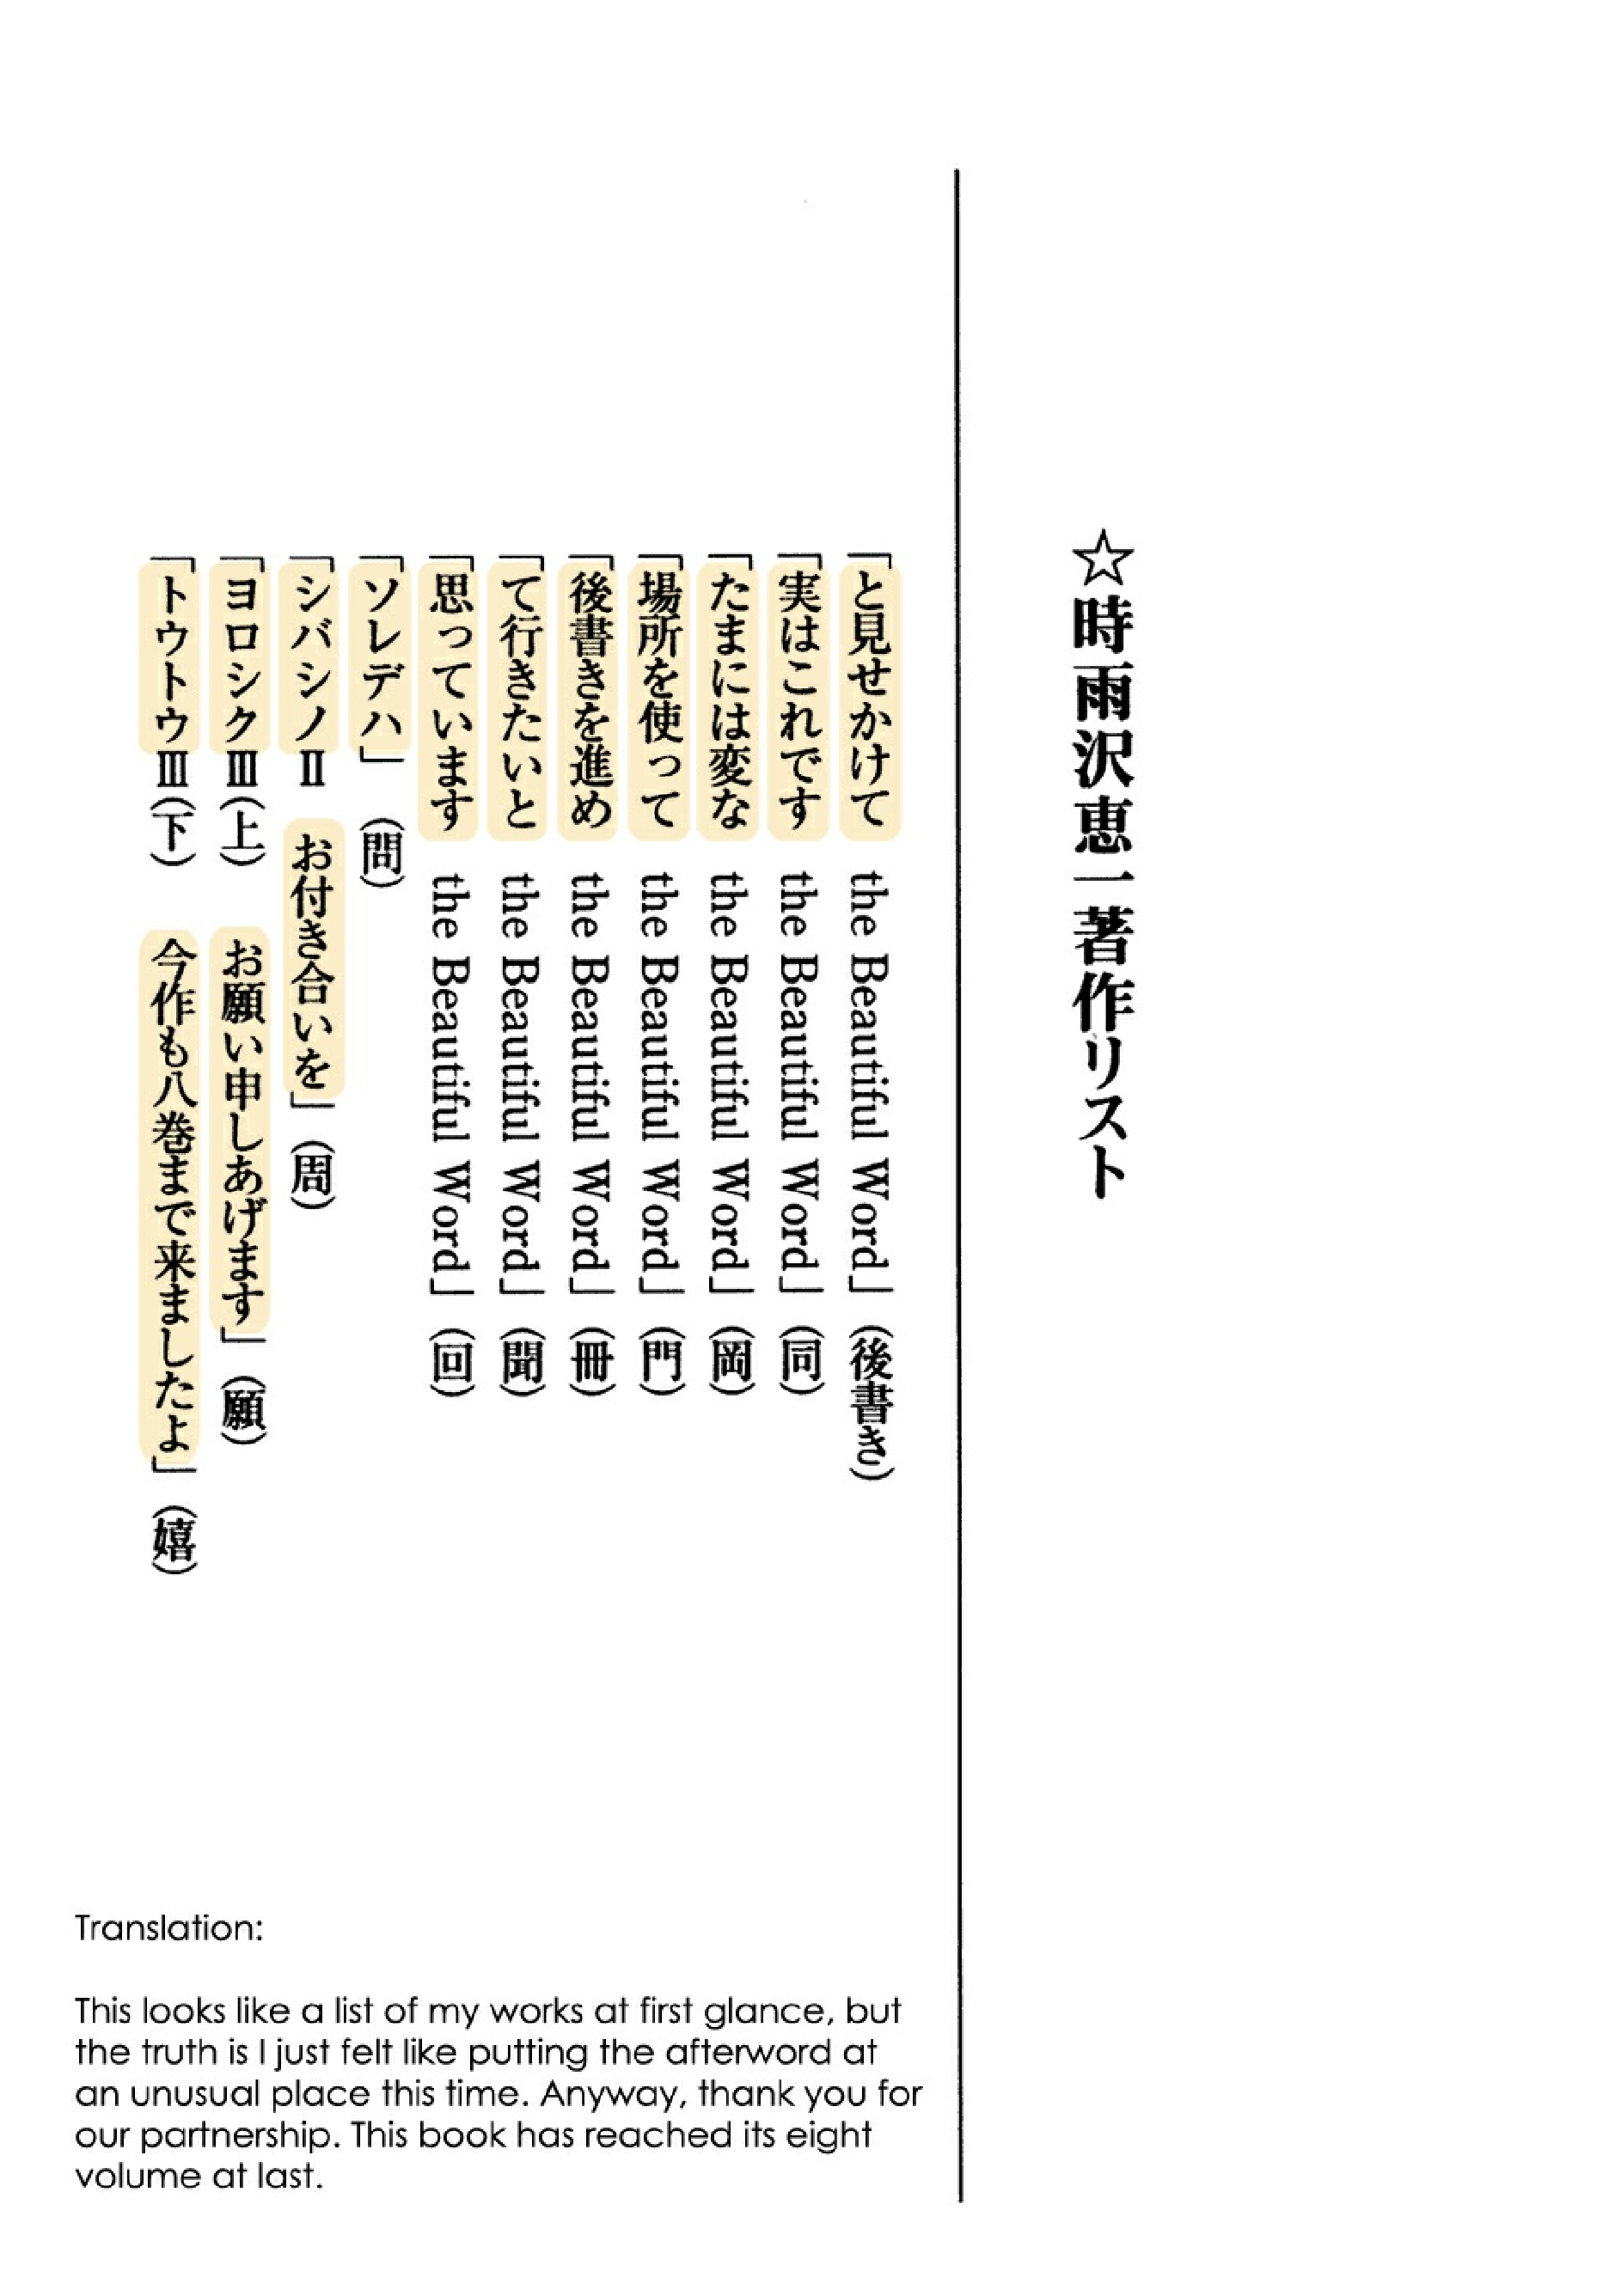 ☆時雨沢恵一著作リスト
「と見せかけて the Beautiful Word」(後書き)
「実はこれです the Beautiful Word」(同)
「たまには変な the Beautiful Word」(岡)
「場所を使って the Beautiful Word」(門)
「後書きを進め the Beautiful Word」(冊)
「て行きたいと the Beautiful Word」(聞)
「思っています the Beautiful Word」(回)
「ソレデハ」(問)
「シバシノⅡ お付き合いを」(周)
「ヨロシクⅢ(上) お願い申しあげます」(願)
「トウトウⅢ(下) 今作も八巻まで来ましたよ」(嬉)
Translation:
This looks like a list of my works at first glance, but
the truth is I just felt like putting the afterword at
an unusual place this time. Anyway, thank you for
our partnership. This book has reached its eight
volume at last.